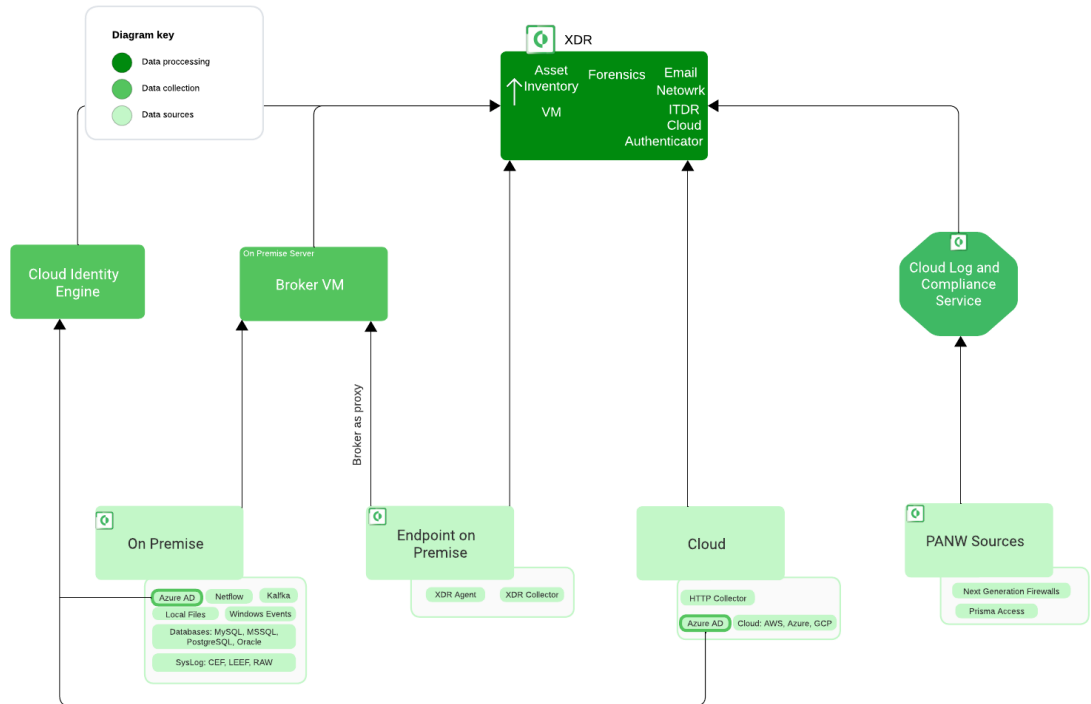 Diagram key
Data proccessing
Data collection
Data sources
XDR
Asset
Inventory
VM
Forensics
Email
Netowrk
ITDR
Cloud
Authenticator
Cloud Identity
Engine
On Premise Server
Broker VM
Cloud Log and
Compliance
Service
Broker as proxy
On Premise
Endpoint on
Premise
Cloud
PANW Sources
Azure AD
Netflow
Kalfka
Local Files
Windows Events
Databases: MySQL, MSSQL,
PostgreSQL, Oracle
SysLog: CEF, LEEF, RAW
XDR Agent
XDR Collector
HTTP Collector
Azure AD
Cloud: AWS, Azure, GCP
Next Generation Firewalls
Prisma Access